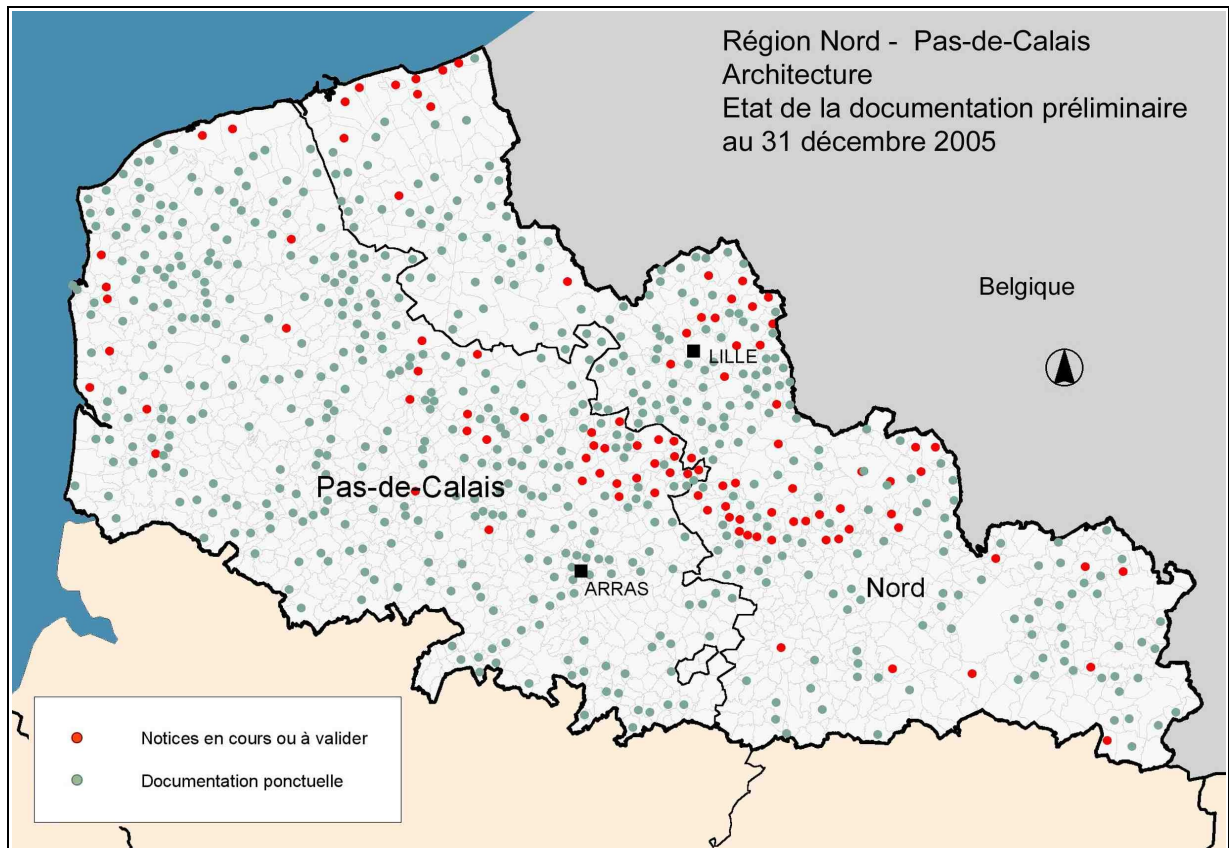 Région Nord - Pas-de-Calais
Architecture
Etat de la documentation préliminaire
au 31 décembre 2005
Belgique
LILLE
Pas-de-Calais
ARRAS
Nord
Notices en cours ou à valider
Documentation ponctuelle